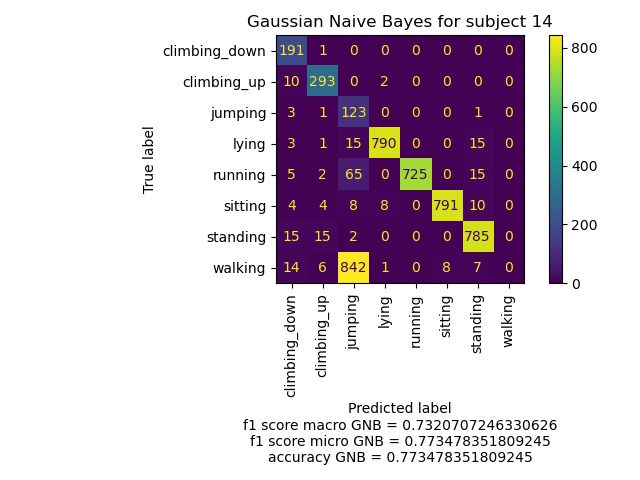 Gaussian Naive Bayes for subject 14
climbing_down 191 1 0 0 0 0 0 0
climbing_up 10 293 0 2 0 0 0 0
jumping 3 1 123 0 0 0 1 0
lying 3 1 15 790 0 0 15 0
running 5 2 65 0 725 0 15 0
sitting 4 4 8 8 0 791 10 0
standing 15 15 2 0 0 0 785 0
walking 14 6 842 1 0 8 7 0
True label
climbing_down climbing_up jumping lying running sitting standing walking
Predicted label
800
600
400
200
0
f1 score macro GNB = 0.7320707246330626
f1 score micro GNB = 0.773478351809245
accuracy GNB = 0.773478351809245